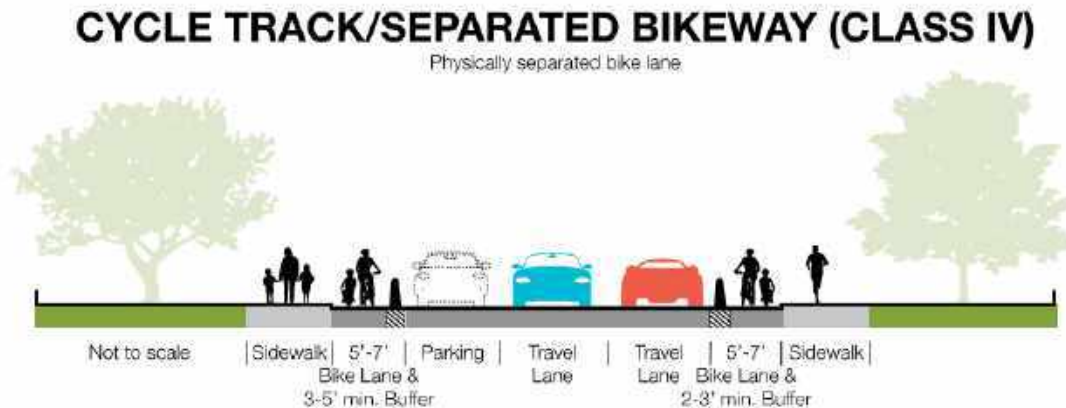 CYCLE TRACK/SEPARATED BIKEWAY (CLASS IV)
Physically separated bike lane
Not to scale
Sidewalk
5'-7'
Bike Lane &
3-5' min. Buffer
Parking
Travel
Lane
Travel
Lane
5'-7'
Bike Lane &
2-3' min. Buffer
Sidewalk